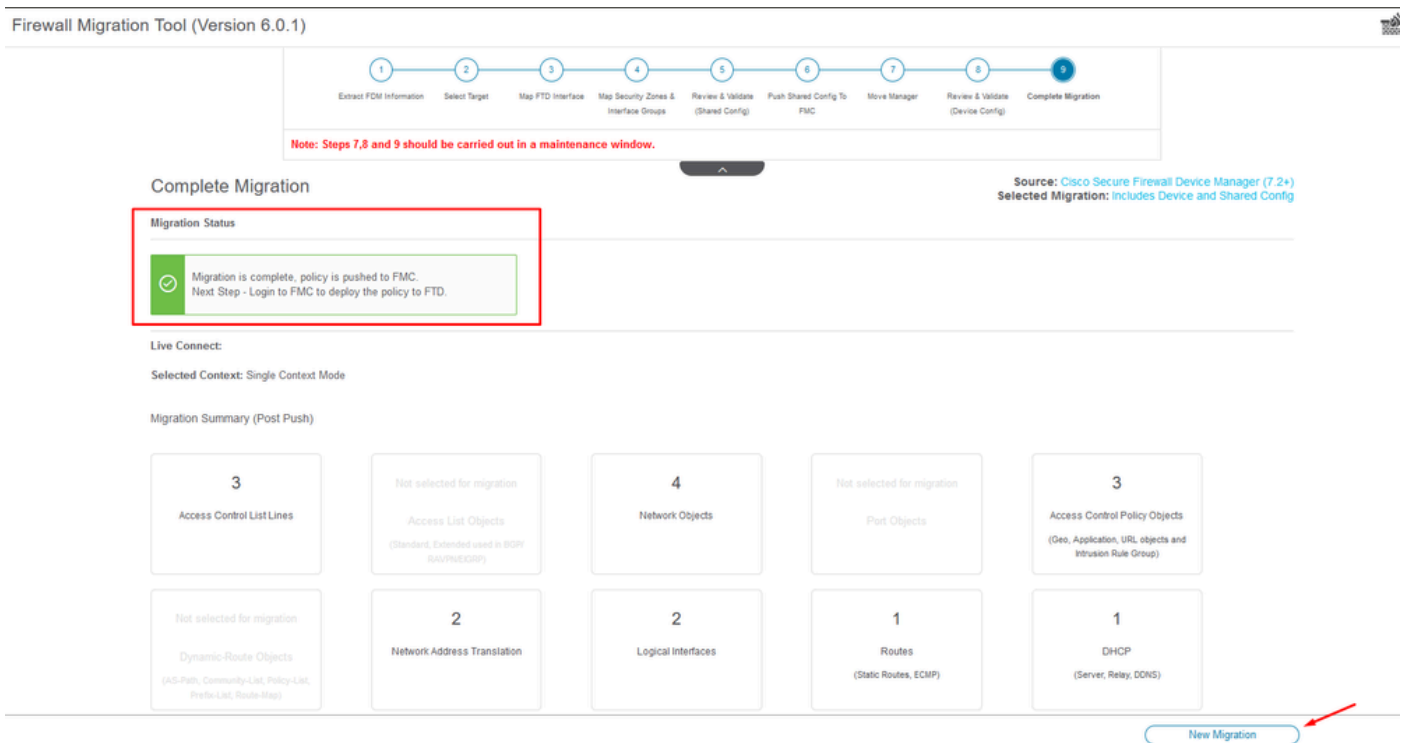 Firewall Migration Tool (Version 6.0.1)
1
2
3
4
5
6
7
8
9
Extract FDM Information
Select Target
Map FTD Interface
Map Security Zones &
Interface Groups
Review & Validate
(Shared Config)
Push Shared Config To
FMC
Move Manager
Review & Validate
(Device Config)
Complete Migration
Note: Steps 7,8 and 9 should be carried out in a maintenance window.
Complete Migration
Source: Cisco Secure Firewall Device Manager (7.2+)
Selected Migration: Includes Device and Shared Config
Migration Status
Migration is complete, policy is pushed to FMC.
Next Step - Login to FMC to deploy the policy to FTD.
Live Connect:
Selected Context: Single Context Mode
Migration Summary (Post Push)
3
Access Control List Lines
Not selected for migration
Access List Objects
(Standard, Extended used in BGP/
RAVPN/EIGRP)
4
Network Objects
Not selected for migration
Port Objects
3
Access Control Policy Objects
(Geo, Application, URL objects and
Intrusion Rule Group)
Not selected for migration
Dynamic-Route Objects
(AS-Path, Community-List, Policy-List,
Prefix-List, Route-Map)
2
Network Address Translation
2
Logical Interfaces
1
Routes
(Static Routes, ECMP)
1
DHCP
(Server, Relay, DDNS)
New Migration